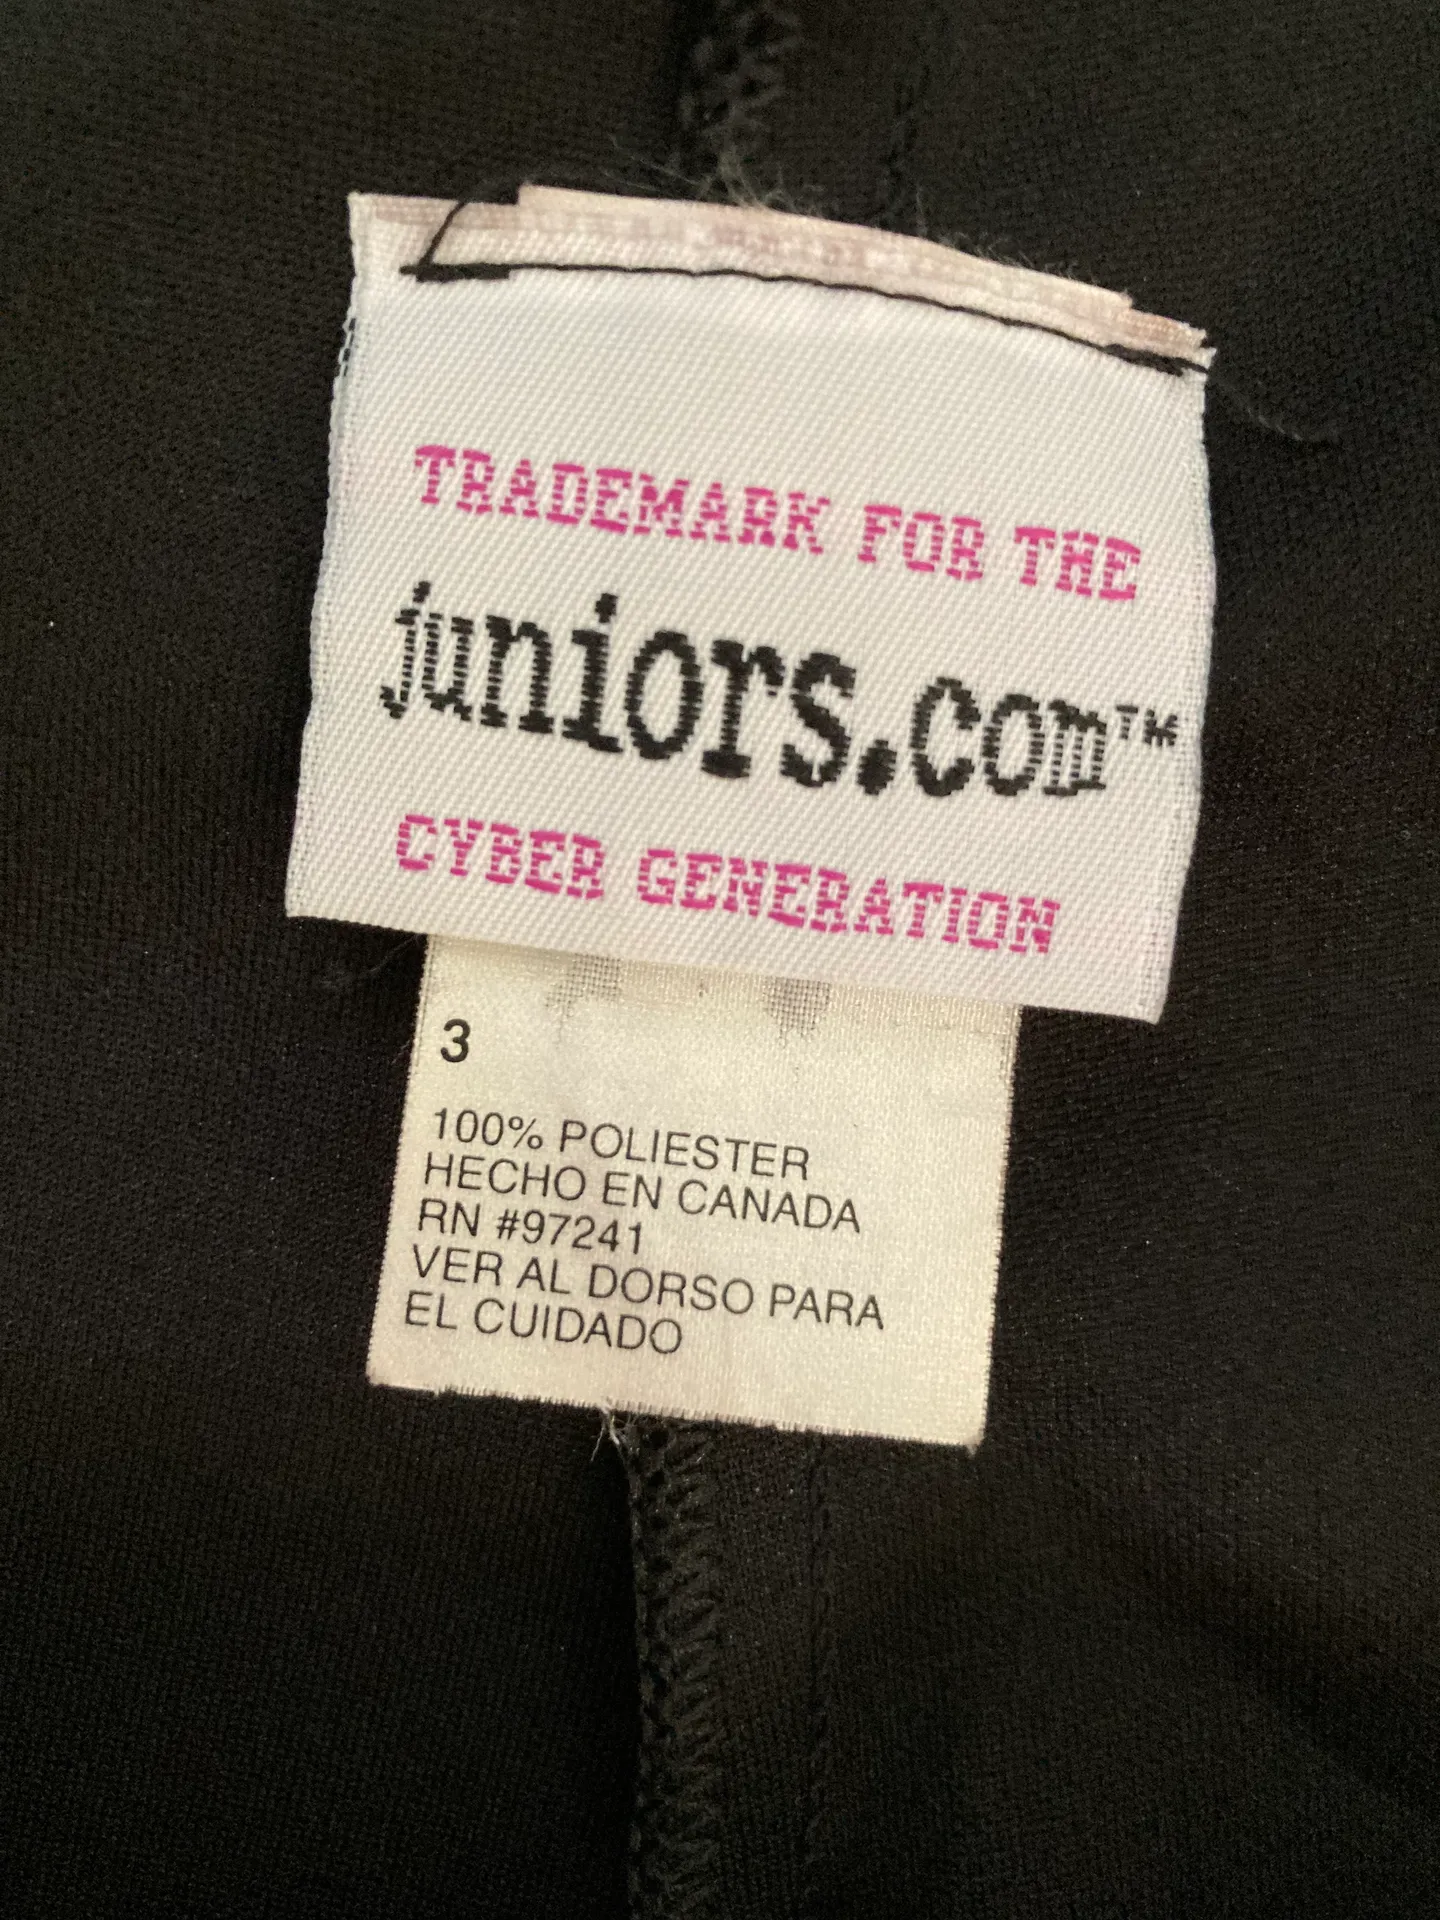 TRADEMARK FOR THE
juniors.com™
CYBER GENERATION
3
100% POLIESTER
HECHO EN CANADA
RN #97241
VER AL DORSO PARA
EL CUIDADO